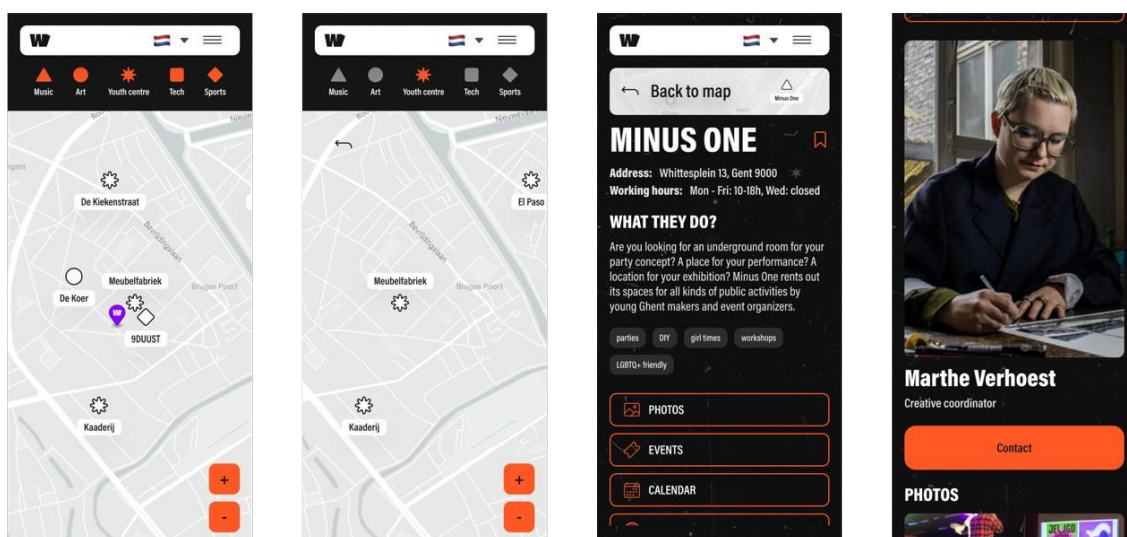 W
Music Art Youth centre Tech Sports
De Kiekenstraat
Bevrijdingslaan
Meubelfabriek
Brugse Poort
De Koer
W
9DUUST
Kaaderij
+
-
W
Music Art Youth centre Tech Sports
El Paso
Bevrijdingslaan
Meubelfabriek
Brugse Poort
Kaaderij
+
-
W
Back to map
Minus One
MINUS ONE
Address: Whittesplein 13, Gent 9000
Working hours: Mon - Fri: 10-18h, Wed: closed
WHAT THEY DO?
Are you looking for an underground room for your
party concept? A place for your performance? A
location for your exhibition? Minus One rents out
its spaces for all kinds of public activities by
young Ghent makers and event organizers.
parties DIY girl times workshops
LGBTQ+ friendly
PHOTOS
EVENTS
CALENDAR
Marthe Verhoest
Creative coordinator
Contact
PHOTOS